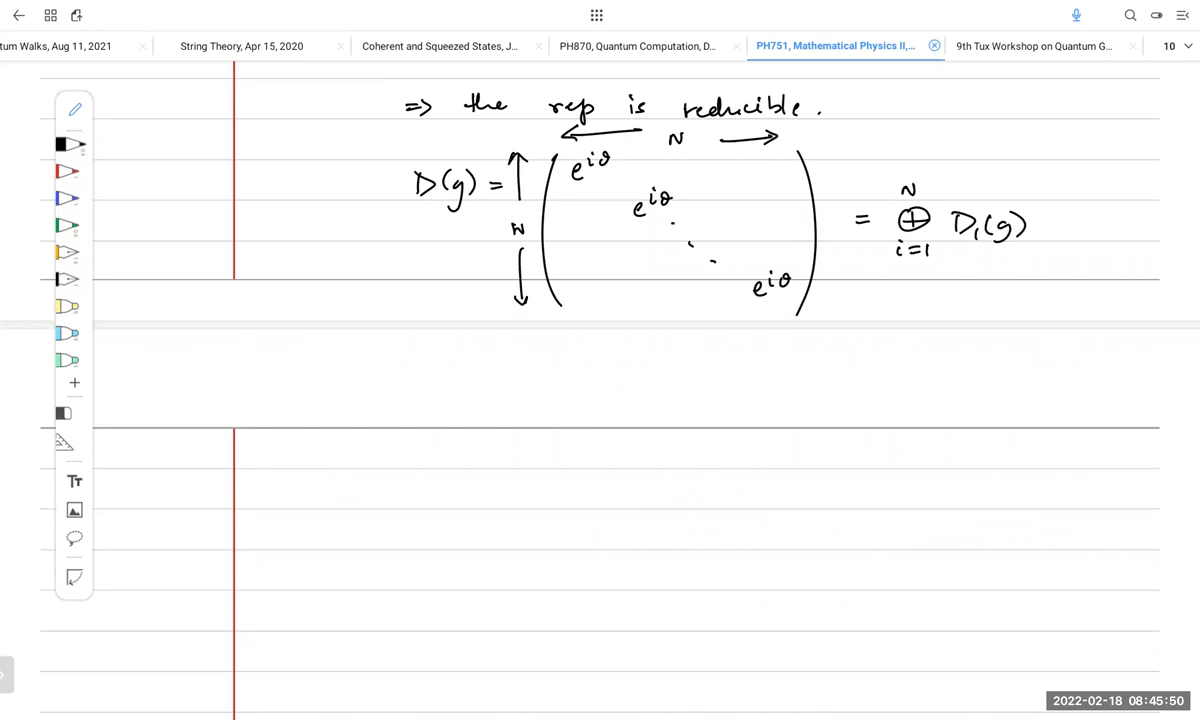 tum Walks, Aug 11, 2021 × String Theory, Apr 15, 2020 × Coherent and Squeezed States, J... × PH870, Quantum Computation, D... × PH751, Mathematical Physics II,... × 9th Tux Workshop on Quantum G... × 10
=> the rep is reducible.
← N →
D(g) = ↑ N ↓ ( e^{iθ} e^{iθ} . . . e^{iθ} ) = ⊕_{i=1}^{N} D₁(g)
Tт
2022-02-18 08:45:50